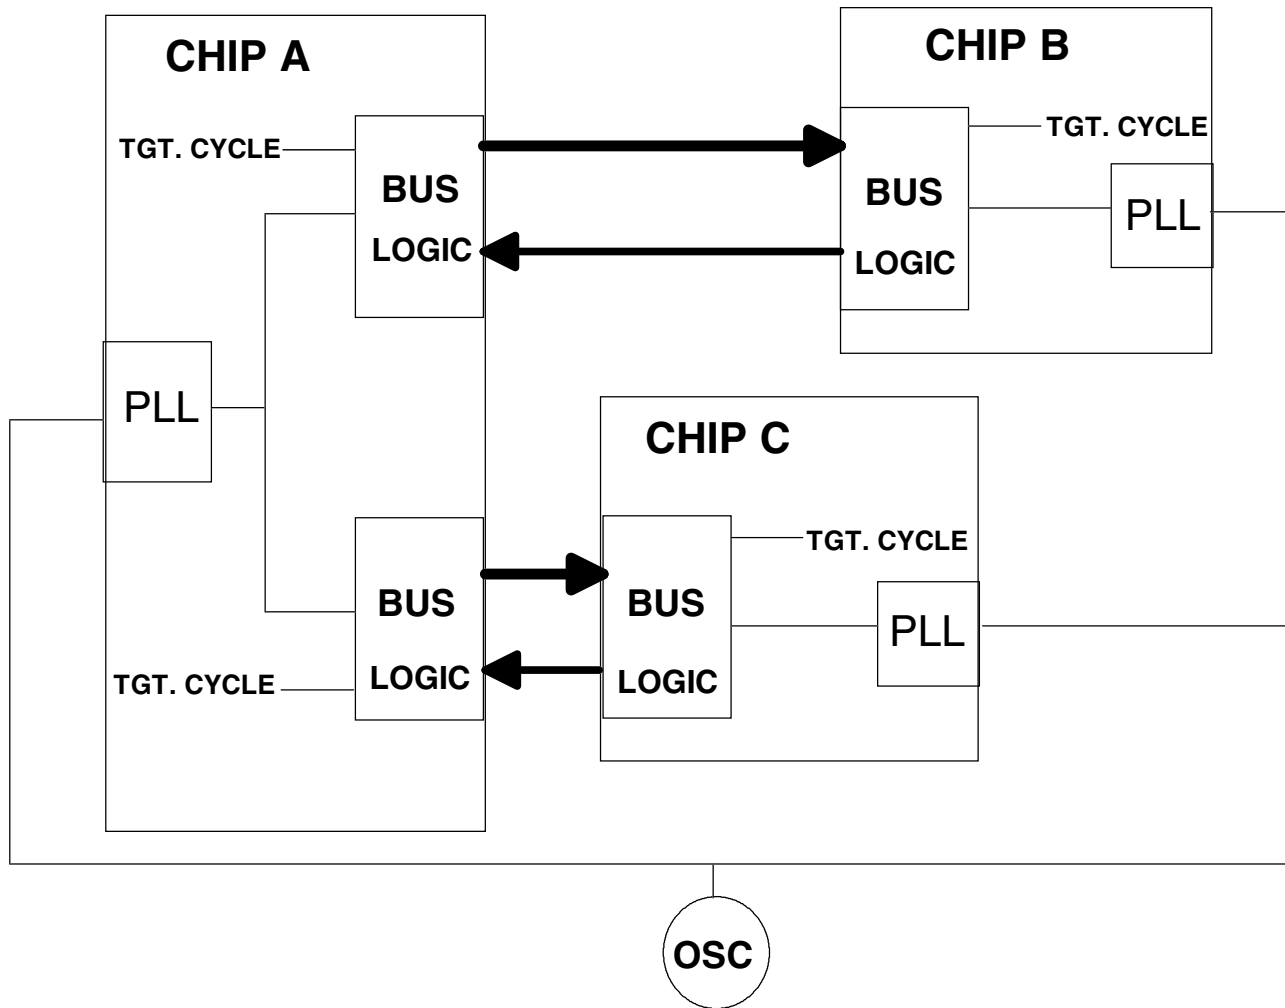 CHIP A
TGT. CYCLE
BUS
LOGIC
PLL
BUS
LOGIC
TGT. CYCLE
CHIP B
TGT. CYCLE
BUS
LOGIC
PLL
CHIP C
TGT. CYCLE
BUS
LOGIC
PLL
OSC